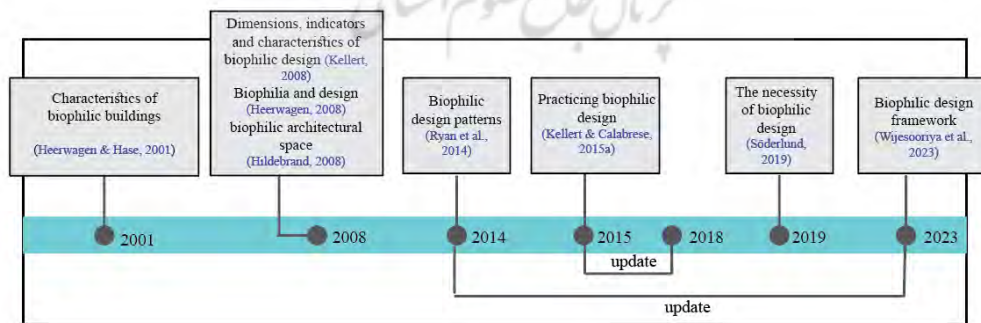 Characteristics of
biophilic buildings
(Heerwagen & Hase, 2001)
Dimensions, indicators
and characteristics of
biophilic design (Kellert,
2008)
Biophilia and design
(Heerwagen, 2008)
biophilic architectural
space
(Hildebrand, 2008)
Biophilic
design patterns
(Ryan et al.,
2014)
Practicing biophilic
design
(Kellert & Calabrese,
2015a)
The necessity
of biophilic
design
(Söderlund,
2019)
Biophilic design
framework
(Wijesooriya et al.,
2023)
2001
2008
2014
2015
2018
2019
2023
update
update